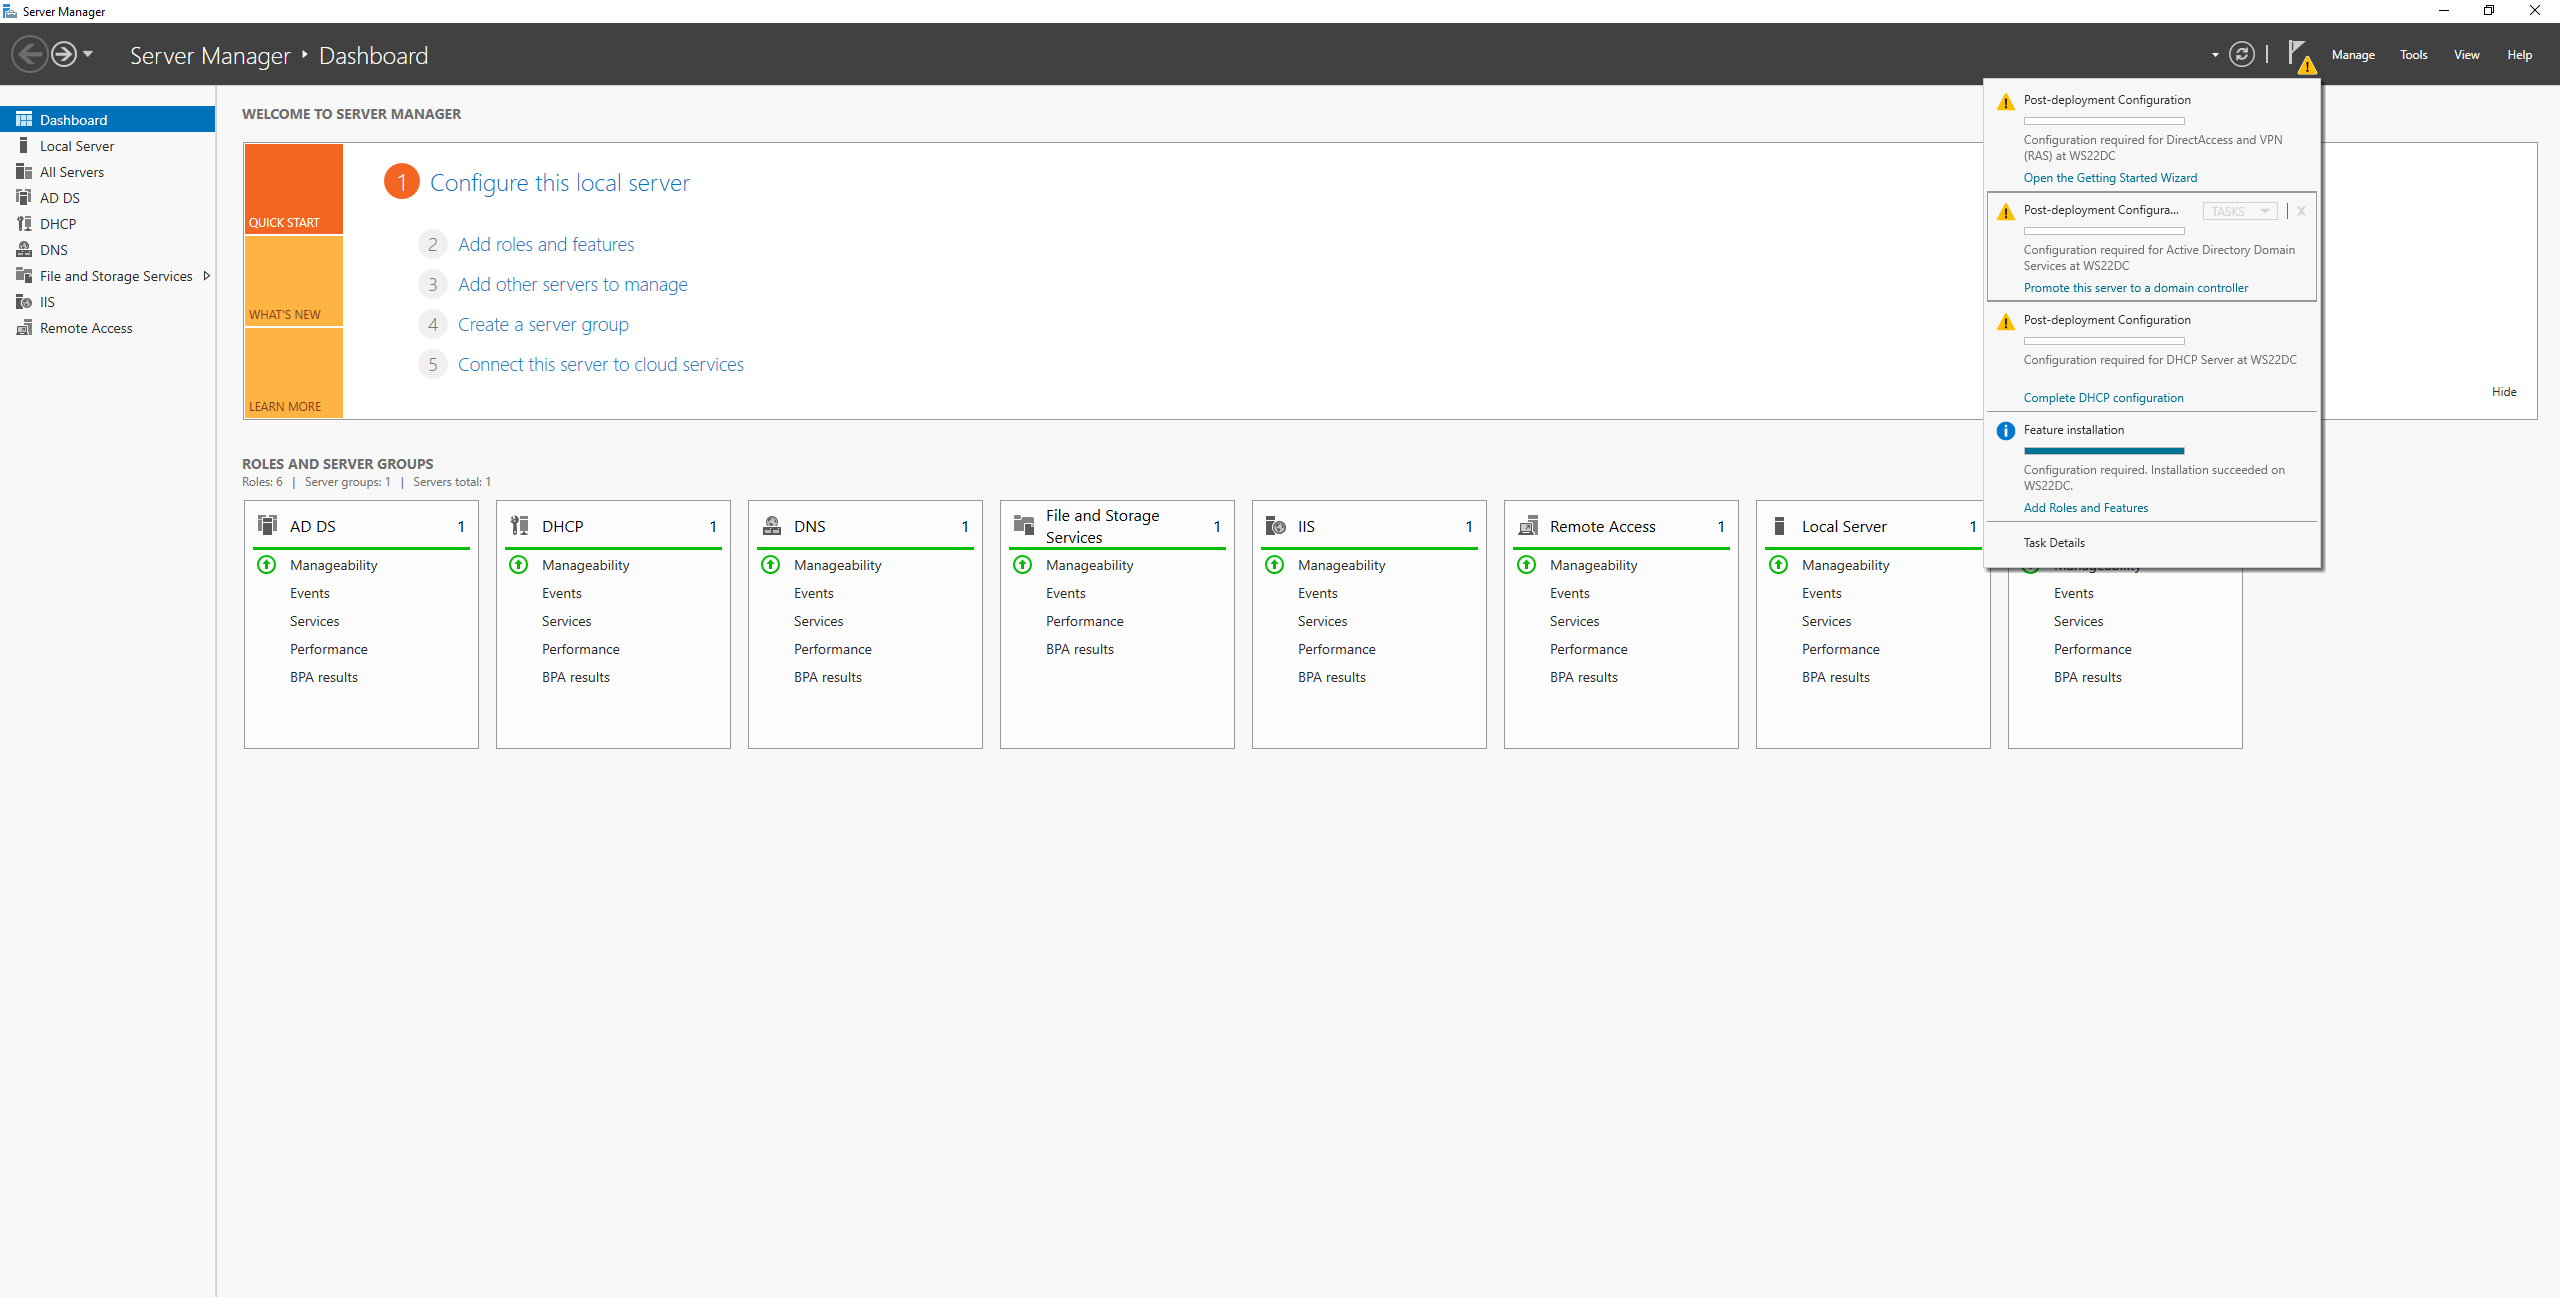 Server Manager
Server Manager ‣ Dashboard
Manage
Tools
View
Help
Dashboard
Local Server
All Servers
AD DS
DHCP
DNS
File and Storage Services
IIS
Remote Access
WELCOME TO SERVER MANAGER
QUICK START
WHAT'S NEW
LEARN MORE
1 Configure this local server
2 Add roles and features
3 Add other servers to manage
4 Create a server group
5 Connect this server to cloud services
Hide
Post-deployment Configuration
Configuration required for DirectAccess and VPN
(RAS) at WS22DC
Open the Getting Started Wizard
Post-deployment Configura... TASKS X
Configuration required for Active Directory Domain
Services at WS22DC
Promote this server to a domain controller
Post-deployment Configuration
Configuration required for DHCP Server at WS22DC
Complete DHCP configuration
Feature installation
Configuration required. Installation succeeded on
WS22DC.
Add Roles and Features
Task Details
ROLES AND SERVER GROUPS
Roles: 6 | Server groups: 1 | Servers total: 1
AD DS 1
Manageability
Events
Services
Performance
BPA results
DHCP 1
Manageability
Events
Services
Performance
BPA results
DNS 1
Manageability
Events
Services
Performance
BPA results
File and Storage
Services 1
Manageability
Events
Performance
BPA results
IIS 1
Manageability
Events
Services
Performance
BPA results
Remote Access 1
Manageability
Events
Services
Performance
BPA results
Local Server 1
Manageability
Events
Services
Performance
BPA results
Manageability
Events
Services
Performance
BPA results